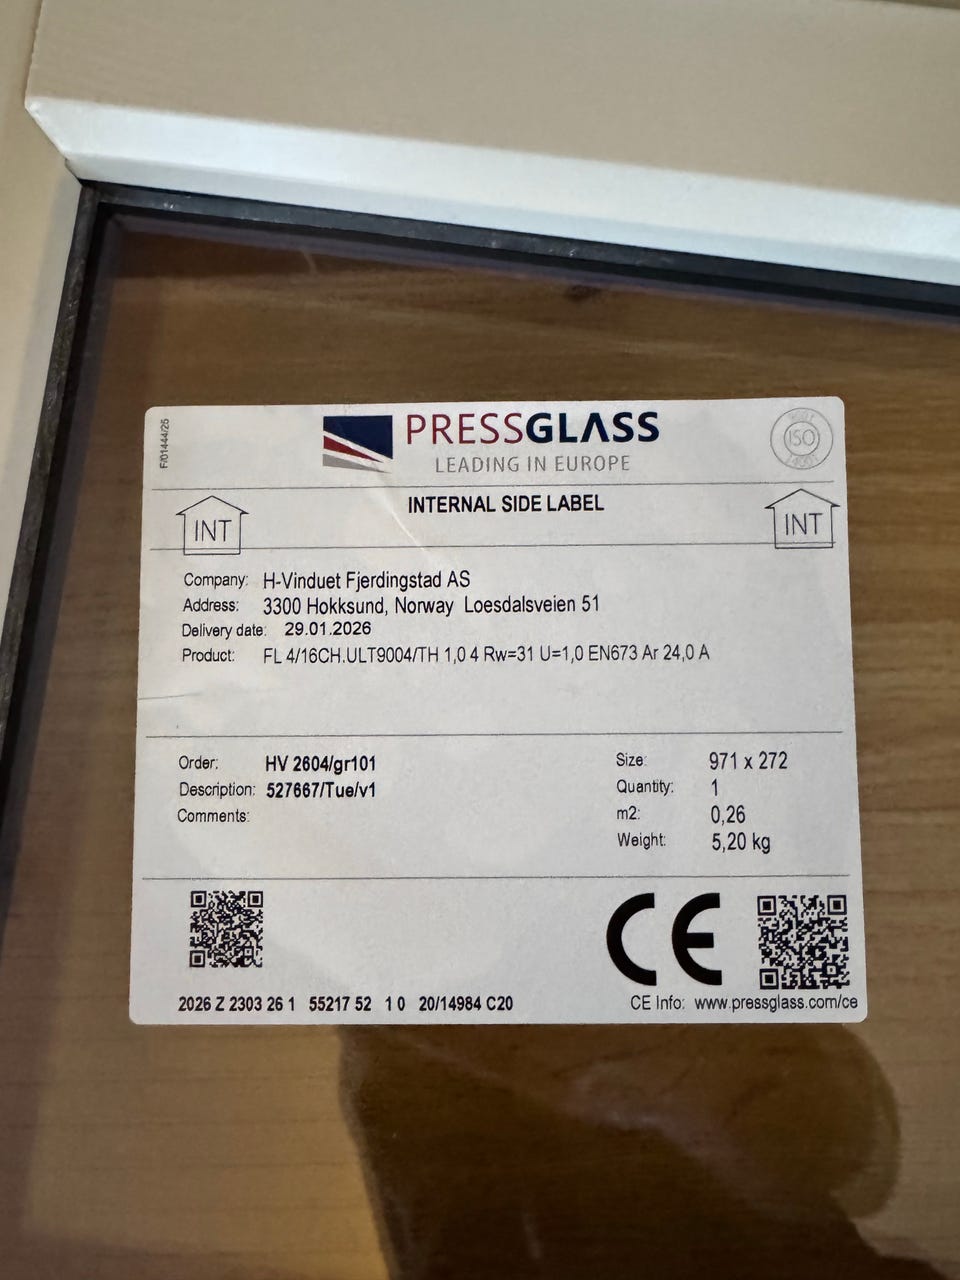 F/01444/25
PRESSGLASS
LEADING IN EUROPE
ISO
INTERNAL SIDE LABEL
INT
INT
Company: H-Vinduet Fjerdingstad AS
Address: 3300 Hokksund, Norway Loesdalsveien 51
Delivery date: 29.01.2026
Product: FL 4/16CH.ULT9004/TH 1,0 4 Rw=31 U=1,0 EN673 Ar 24,0 A
Order: HV 2604/gr101
Description: 527667/Tue/v1
Comments:
Size: 971 x 272
Quantity: 1
m2: 0,26
Weight: 5,20 kg
CE
2026 Z 2303 26 1 55217 52 1 0 20/14984 C20
CE Info: www.pressglass.com/ce